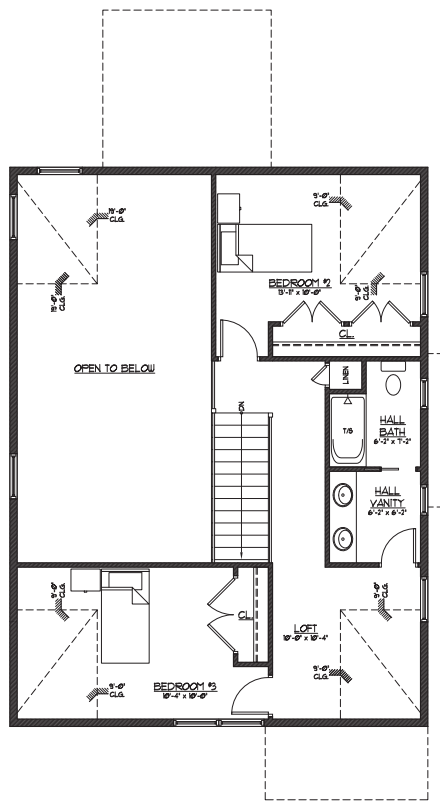 19'-0"
CLG.
19'-0"
CLG.
9'-0"
CLG.
BEDROOM #2
13'-11" x 10'-0"
9'-0"
CLG.
CL.
OPEN TO BELOW
LINEN
DN
T/S
HALL
BATH
6'-2" x 7'-2"
HALL
VANITY
6'-2" x 6'-2"
9'-0"
CLG.
CL.
9'-0"
CLG.
LOFT
10'-0" x 10'-4"
9'-0"
CLG.
BEDROOM #3
10'-4" x 10'-0"
9'-0"
CLG.